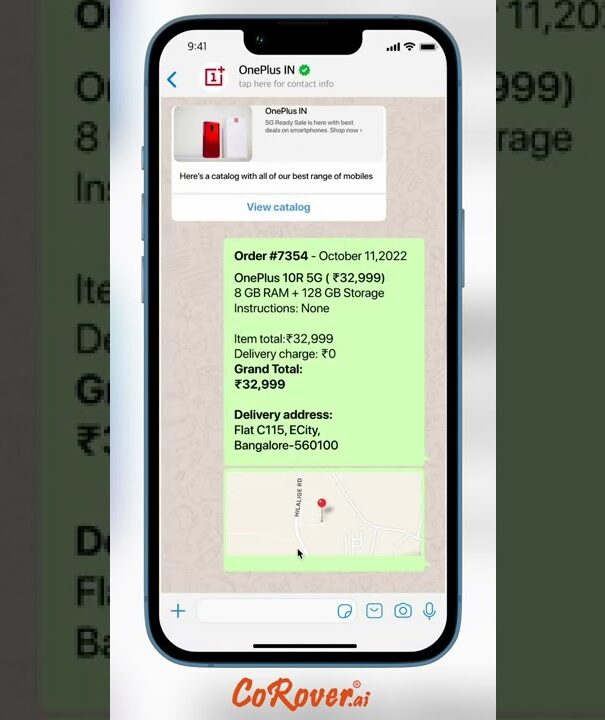 9:41
OnePlus IN
tap here for contact info
OnePlus IN
5G Ready Sale is here with best
deals on smartphones. Shop now ›
Here's a catalog with all of our best range of mobiles
View catalog
Order #7354 - October 11,2022
OnePlus 10R 5G ( ₹32,999)
8 GB RAM + 128 GB Storage
Instructions: None
Item total:₹32,999
Delivery charge: ₹0
Grand Total:
₹32,999
Delivery address:
Flat C115, ECity,
Bangalore-560100
HILALIGE RD
CoRover.ai